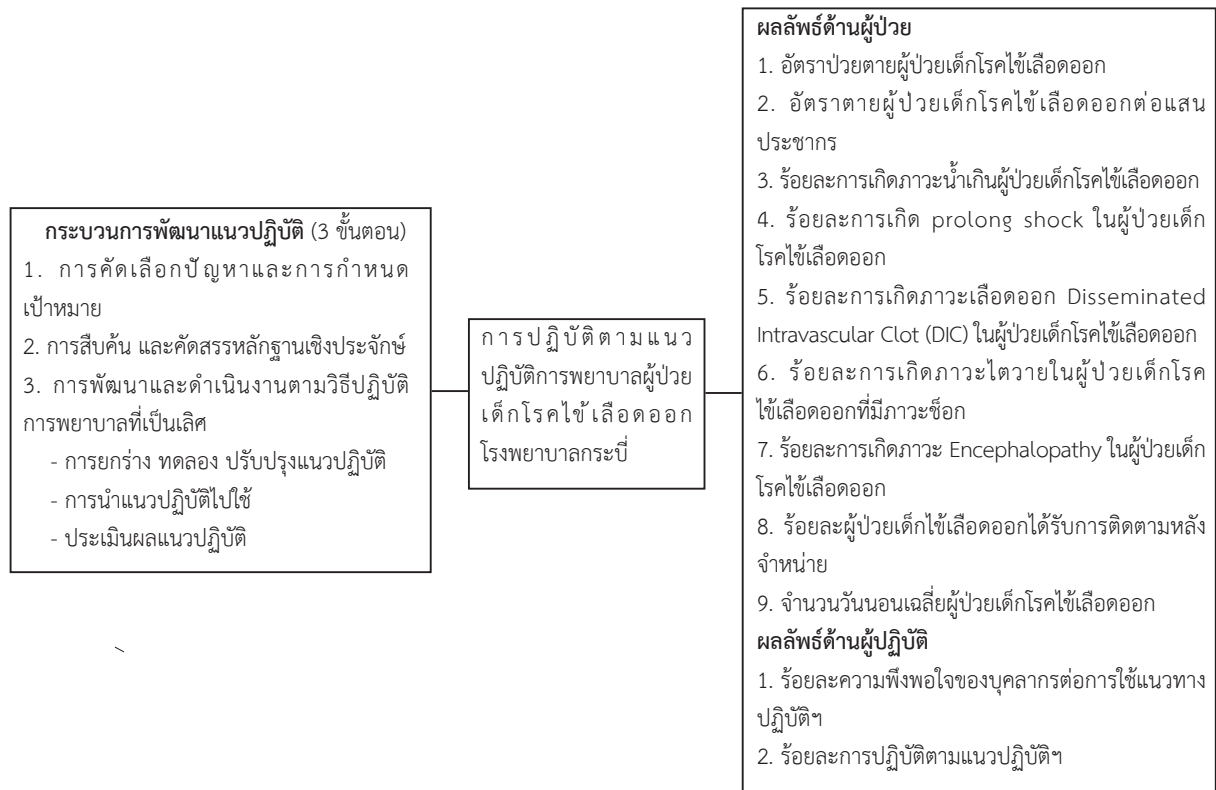 กระบวนการพัฒนาแนวปฏิบัติ (3 ขั้นตอน)
1. การคัดเลือกปัญหาและการกำหนด
เป้าหมาย
2. การสืบค้น และคัดสรรหลักฐานเชิงประจักษ์
3. การพัฒนาและดำเนินงานตามวิธีปฏิบัติ
การพยาบาลที่เป็นเลิศ
- การยกร่าง ทดลอง ปรับปรุงแนวปฏิบัติ
- การนำแนวปฏิบัติไปใช้
- ประเมินผลแนวปฏิบัติ
การปฏิบัติตามแนว
ปฏิบัติการพยาบาลผู้ป่วย
เด็กโรคไข้เลือดออก
โรงพยาบาลกระบี่
ผลลัพธ์ด้านผู้ป่วย
1. อัตราป่วยตายผู้ป่วยเด็กโรคไข้เลือดออก
2. อัตราตายผู้ป่วยเด็กโรคไข้เลือดออกต่อแสน
ประชากร
3. ร้อยละการเกิดภาวะน้ำเกินผู้ป่วยเด็กโรคไข้เลือดออก
4. ร้อยละการเกิด prolong shock ในผู้ป่วยเด็ก
โรคไข้เลือดออก
5. ร้อยละการเกิดภาวะเลือดออก Disseminated
Intravascular Clot (DIC) ในผู้ป่วยเด็กโรคไข้เลือดออก
6. ร้อยละการเกิดภาวะไตวายในผู้ป่วยเด็กโรค
ไข้เลือดออกที่มีภาวะช็อก
7. ร้อยละการเกิดภาวะ Encephalopathy ในผู้ป่วยเด็ก
โรคไข้เลือดออก
8. ร้อยละผู้ป่วยเด็กไข้เลือดออกได้รับการติดตามหลัง
จำหน่าย
9. จำนวนวันนอนเฉลี่ยผู้ป่วยเด็กโรคไข้เลือดออก
ผลลัพธ์ด้านผู้ปฏิบัติ
1. ร้อยละความพึงพอใจของบุคลากรต่อการใช้แนวทาง
ปฏิบัติฯ
2. ร้อยละการปฏิบัติตามแนวปฏิบัติฯ